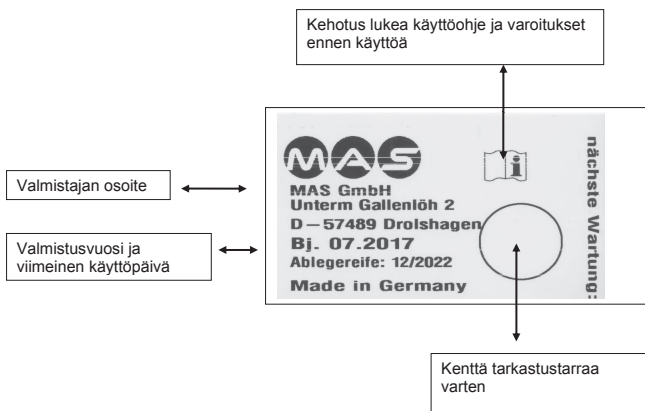 Kehotus lukea käyttöohje ja varoitukset
ennen käyttöä
MAS
nächste Wartung:
Valmistajan osoite
MAS GmbH
Unterm Gallenlöh 2
D – 57489 Drolshagen
Valmistusvuosi ja
viimeinen käyttöpäivä
Bj. 07.2017
Ablegereife: 12/2022
Made in Germany
Kenttä tarkastustarraa
varten